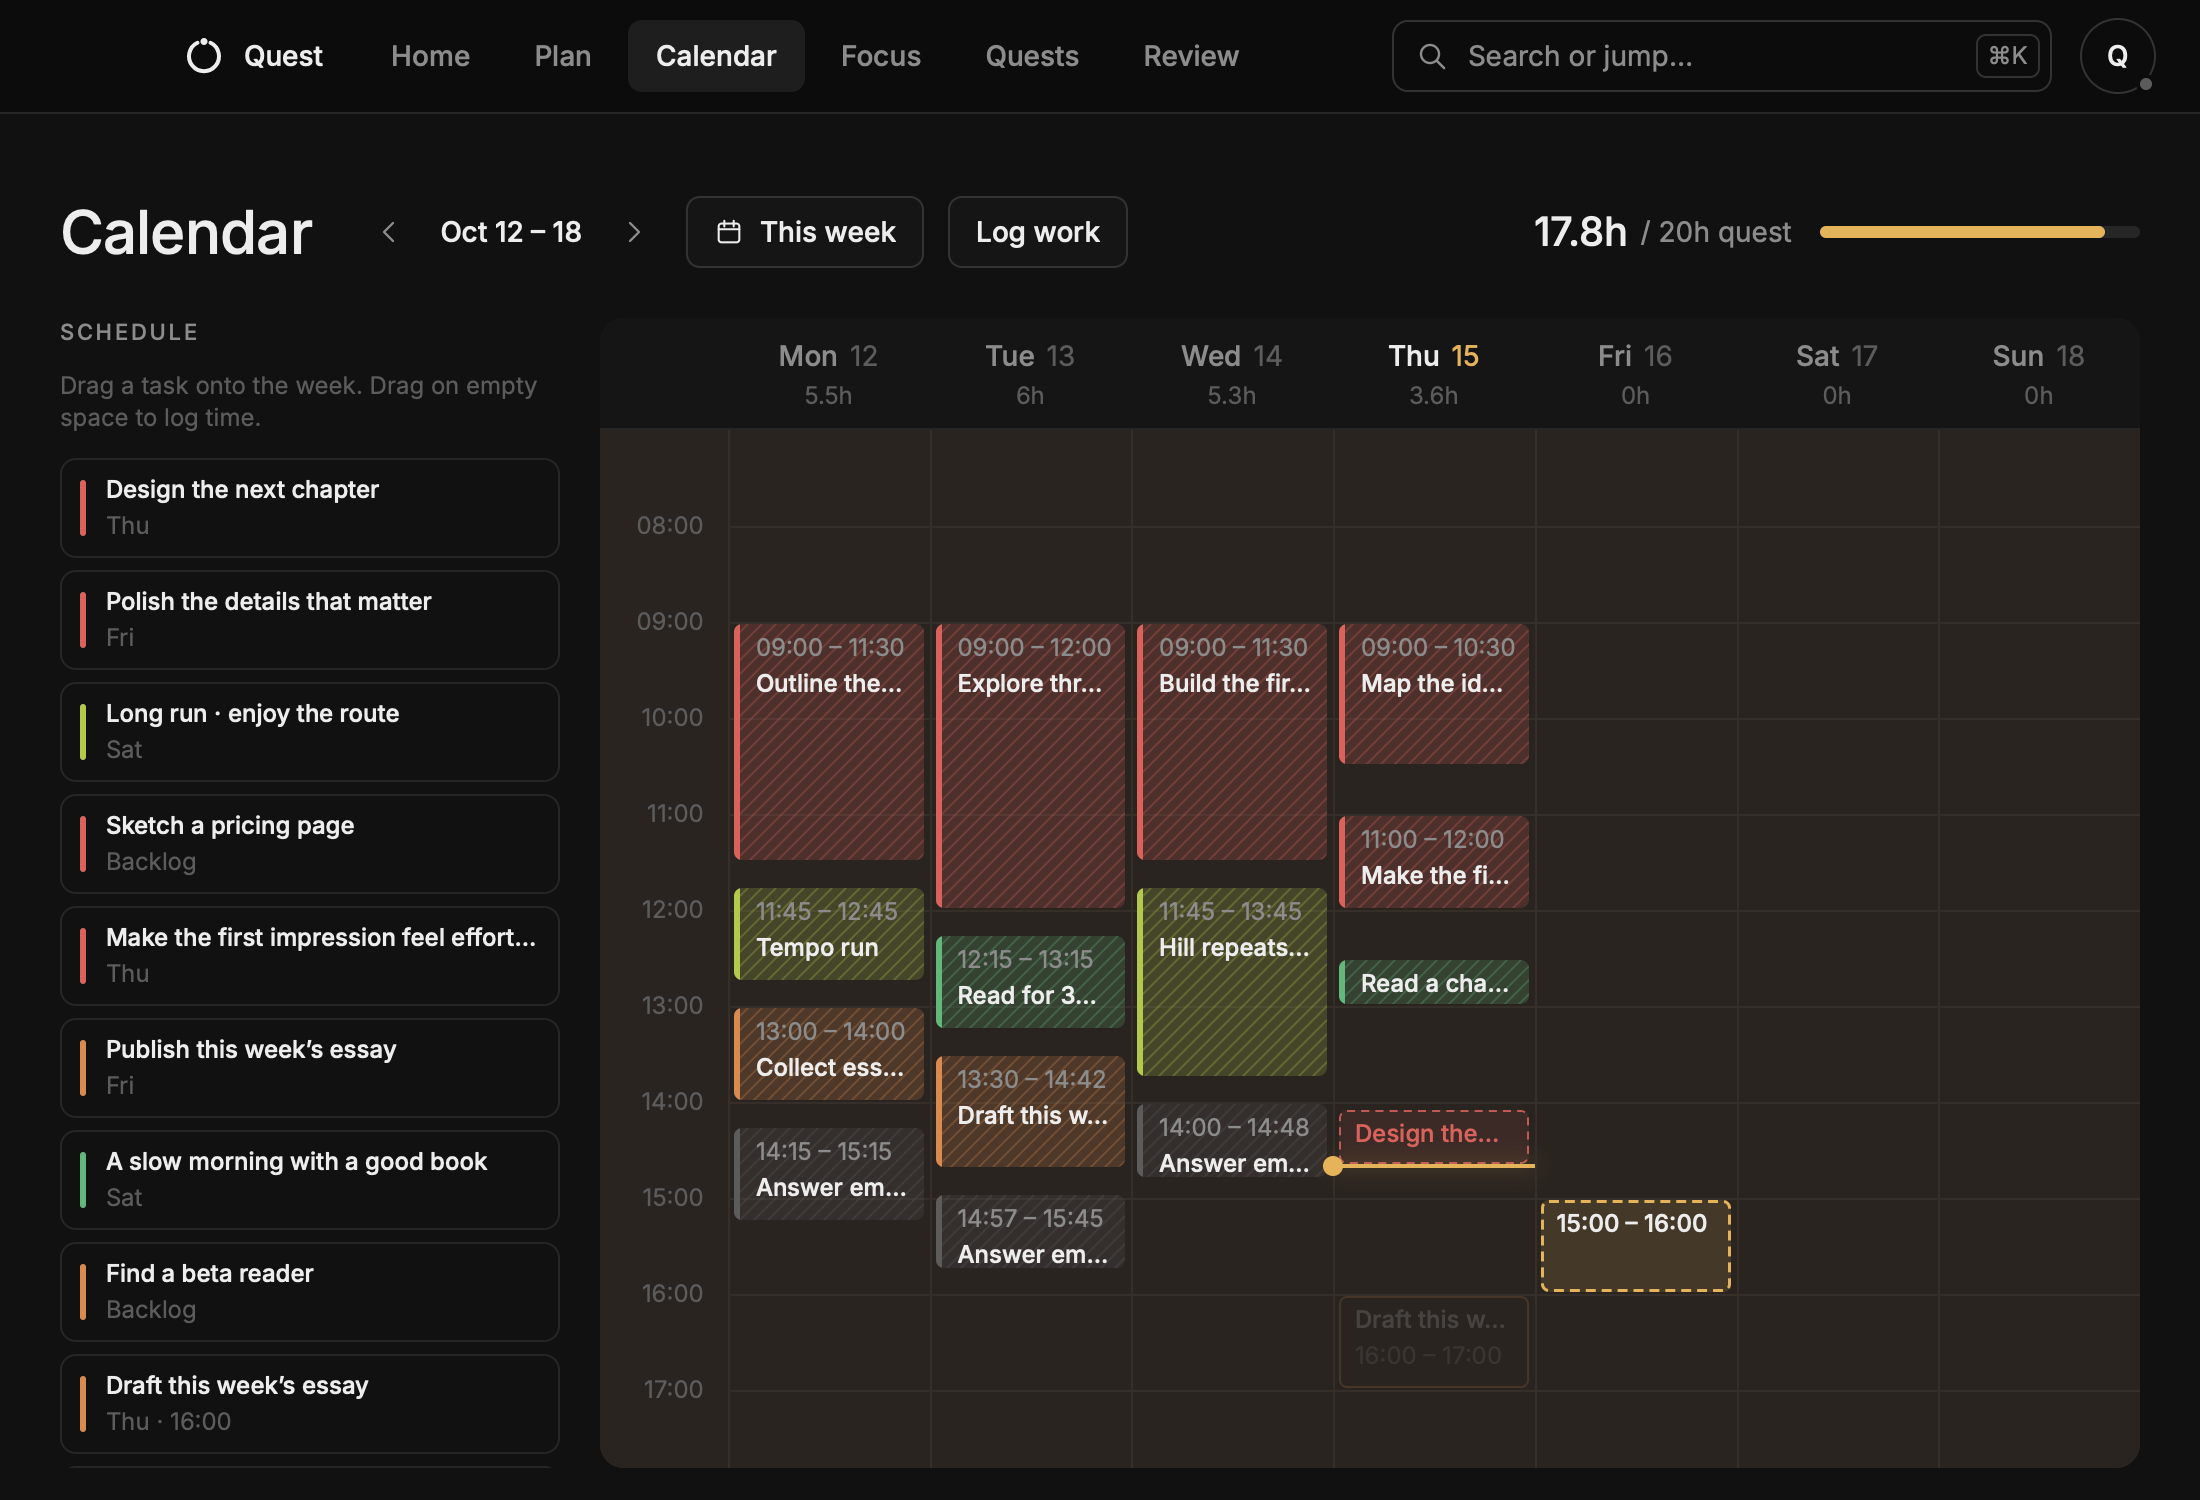 Quest
Home
Plan
Calendar
Focus
Quests
Review
Search or jump...
⌘K
Q
Calendar
Oct 12 – 18
This week
Log work
17.8h / 20h quest
SCHEDULE
Drag a task onto the week. Drag on empty
space to log time.
Design the next chapter
Thu
Polish the details that matter
Fri
Long run · enjoy the route
Sat
Sketch a pricing page
Backlog
Make the first impression feel effort...
Thu
Publish this week’s essay
Fri
A slow morning with a good book
Sat
Find a beta reader
Backlog
Draft this week’s essay
Thu · 16:00
Mon 12
5.5h
Tue 13
6h
Wed 14
5.3h
Thu 15
3.6h
Fri 16
0h
Sat 17
0h
Sun 18
0h
08:00
09:00
10:00
11:00
12:00
13:00
14:00
15:00
16:00
17:00
09:00 – 11:30
Outline the...
11:45 – 12:45
Tempo run
13:00 – 14:00
Collect ess...
14:15 – 15:15
Answer em...
09:00 – 12:00
Explore thr...
12:15 – 13:15
Read for 3...
13:30 – 14:42
Draft this w...
14:57 – 15:45
Answer em...
09:00 – 11:30
Build the fir...
11:45 – 13:45
Hill repeats...
14:00 – 14:48
Answer em...
09:00 – 10:30
Map the id...
11:00 – 12:00
Make the fi...
Read a cha...
Design the...
Draft this w...
16:00 – 17:00
15:00 – 16:00